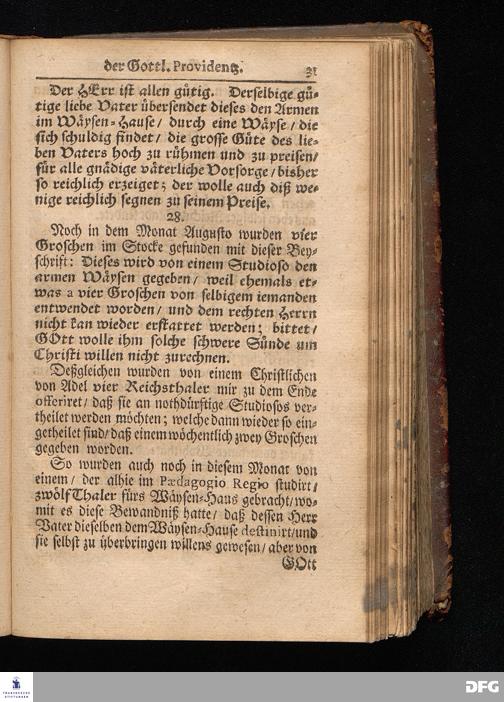 der Gottl. Providentz. 31
Der HErr ist allen gütig. Derselbige gü-
tige liebe Vater übersendet dieses den Armen
im Wäysen-Hause/ durch eine Wäyse/ die
sich schuldig findet/ die grosse Güte des lie-
ben Vaters hoch zu rühmen und zu preisen/
für alle gnädige väterliche Vorsorge/ bisher
so reichlich erzeiget; der wolle auch diß we-
nige reichlich segnen zu seinem Preise.
28.
Noch in dem Monat Augusto wurden vier
Groschen im Stocke gefunden mit dieser Bey-
schrift: Dieses wird von einem Studioso den
armen Wäysen gegeben/ weil ehemals et-
was a vier Groschen von selbigem iemanden
entwendet worden/ und dem rechten Herrn
nicht kan wieder erstattet werden; bittet/
GOtt wolle ihm solche schwere Sünde um
Christi willen nicht zurechnen.
Deßgleichen wurden von einem Christlichen
von Adel vier Reichsthaler mir zu dem Ende
offeriret/ daß sie an nothdürftige Studiosos ver-
theilet werden möchten; welche dann wieder so ein-
getheilet sind/ daß einem wöchentlich zwey Groschen
gegeben worden.
So wurden auch noch in diesem Monat von
einem/ der alhie im Pædagogio Regio studirt/
zwölf Thaler fürs Wäysen-Haus gebracht/ wo-
mit es diese Bewandniß hatte/ daß dessen Herr
Vater dieselben dem Wäysen-Hause destinirt/ und
sie selbst zu überbringen willens gewesen/ aber von
GOtt
FRANCKESCHE
STIFTUNGEN
DFG